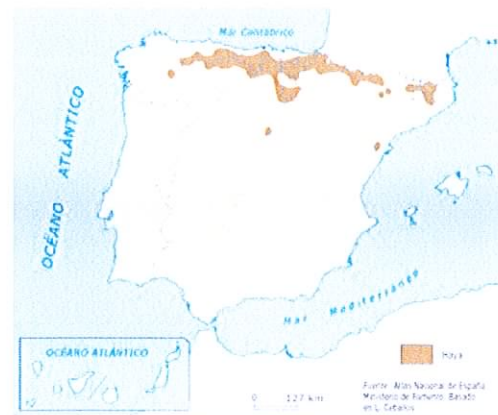 Mar Cantábrico
OCÉANO ATLÁNTICO
Mar Mediterráneo
OCÉANO ATLÁNTICO
Haya
0 127 km
Fuente: Atlas Nacional de España
Ministerio de Fomento. Basado
en L. Ceballos